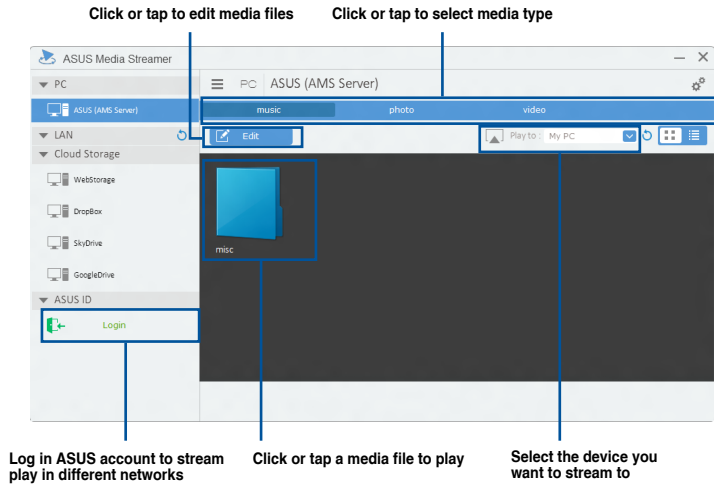 Click or tap to edit media files
Click or tap to select media type
ASUS Media Streamer
PC
PC ASUS (AMS Server)
ASUS (AMS Server)
music
photo
video
LAN
Edit
Play to : My PC
Cloud Storage
WebStorage
DropBox
SkyDrive
misc
GoogleDrive
ASUS ID
Login
Log in ASUS account to stream
play in different networks
Click or tap a media file to play
Select the device you
want to stream to